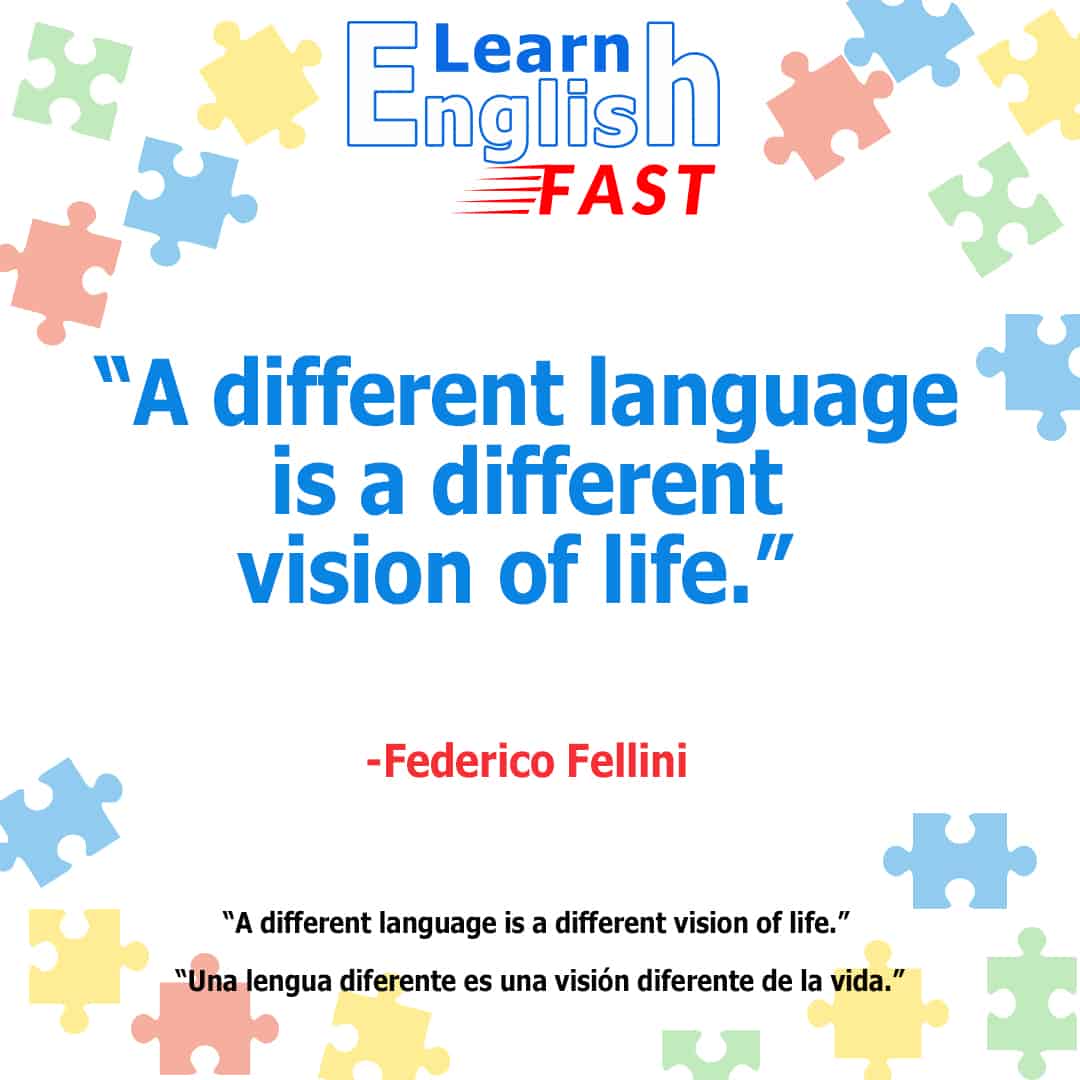 Learn
English
FAST
“A different language
is a different
vision of life.”
-Federico Fellini
“A different language is a different vision of life.”
“Una lengua diferente es una visión diferente de la vida.”